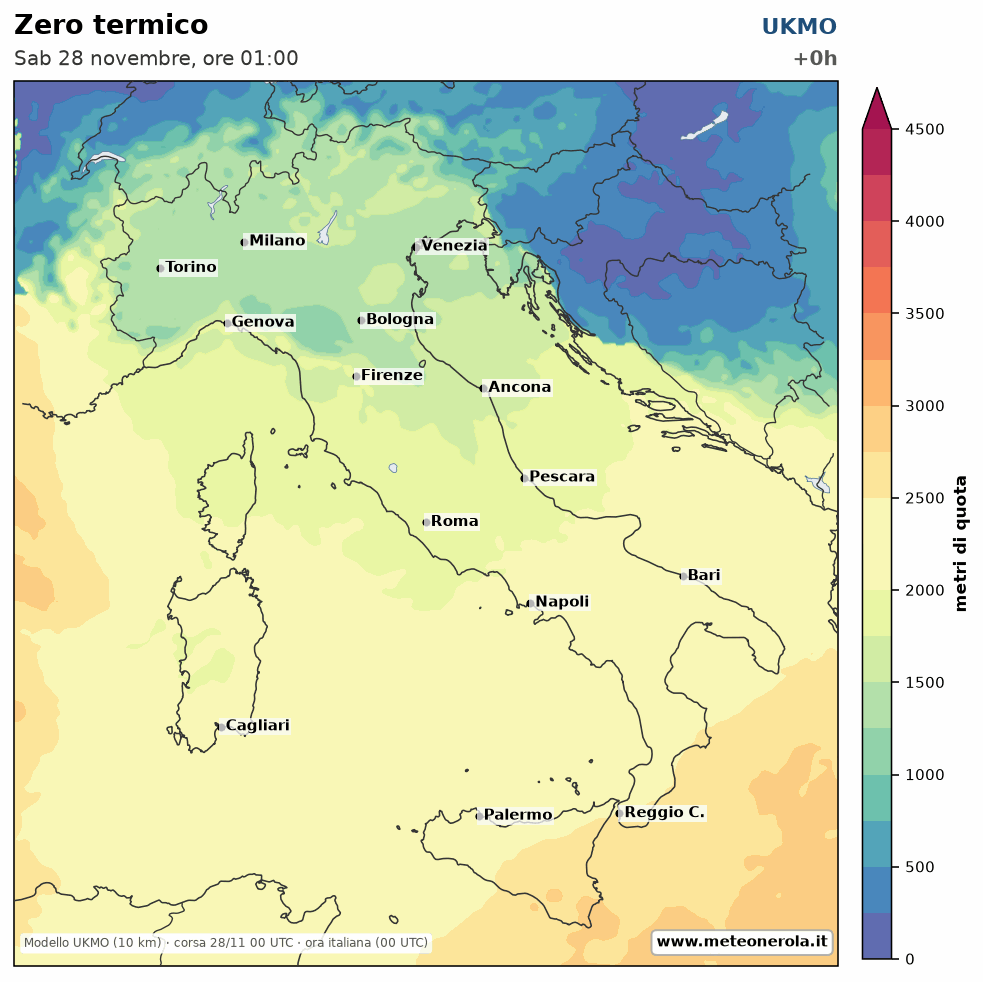 Zero termico
UKMO
Sab 28 novembre, ore 01:00
+0h
Milano
Venezia
Torino
Genova
Bologna
Firenze
Ancona
Pescara
Roma
Bari
Napoli
Cagliari
Palermo
Reggio C.
Modello UKMO (10 km) · corsa 28/11 00 UTC · ora italiana (00 UTC)
www.meteonerola.it
4500
4000
3500
3000
2500
2000
1500
1000
500
0
metri di quota